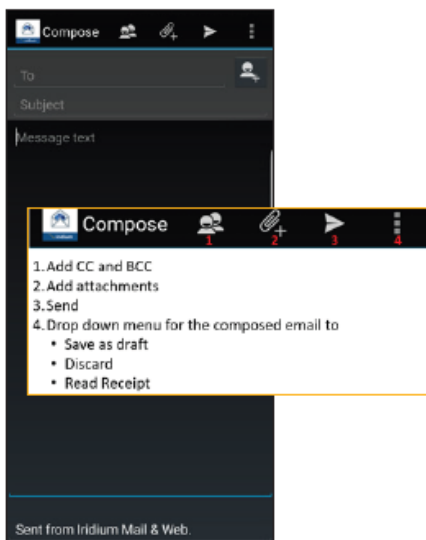 Compose
To
Subject
Message text
Iridium
Compose
1 2 3 4
1. Add CC and BCC
2. Add attachments
3. Send
4. Drop down menu for the composed email to
• Save as draft
• Discard
• Read Receipt
Sent from Iridium Mail & Web.